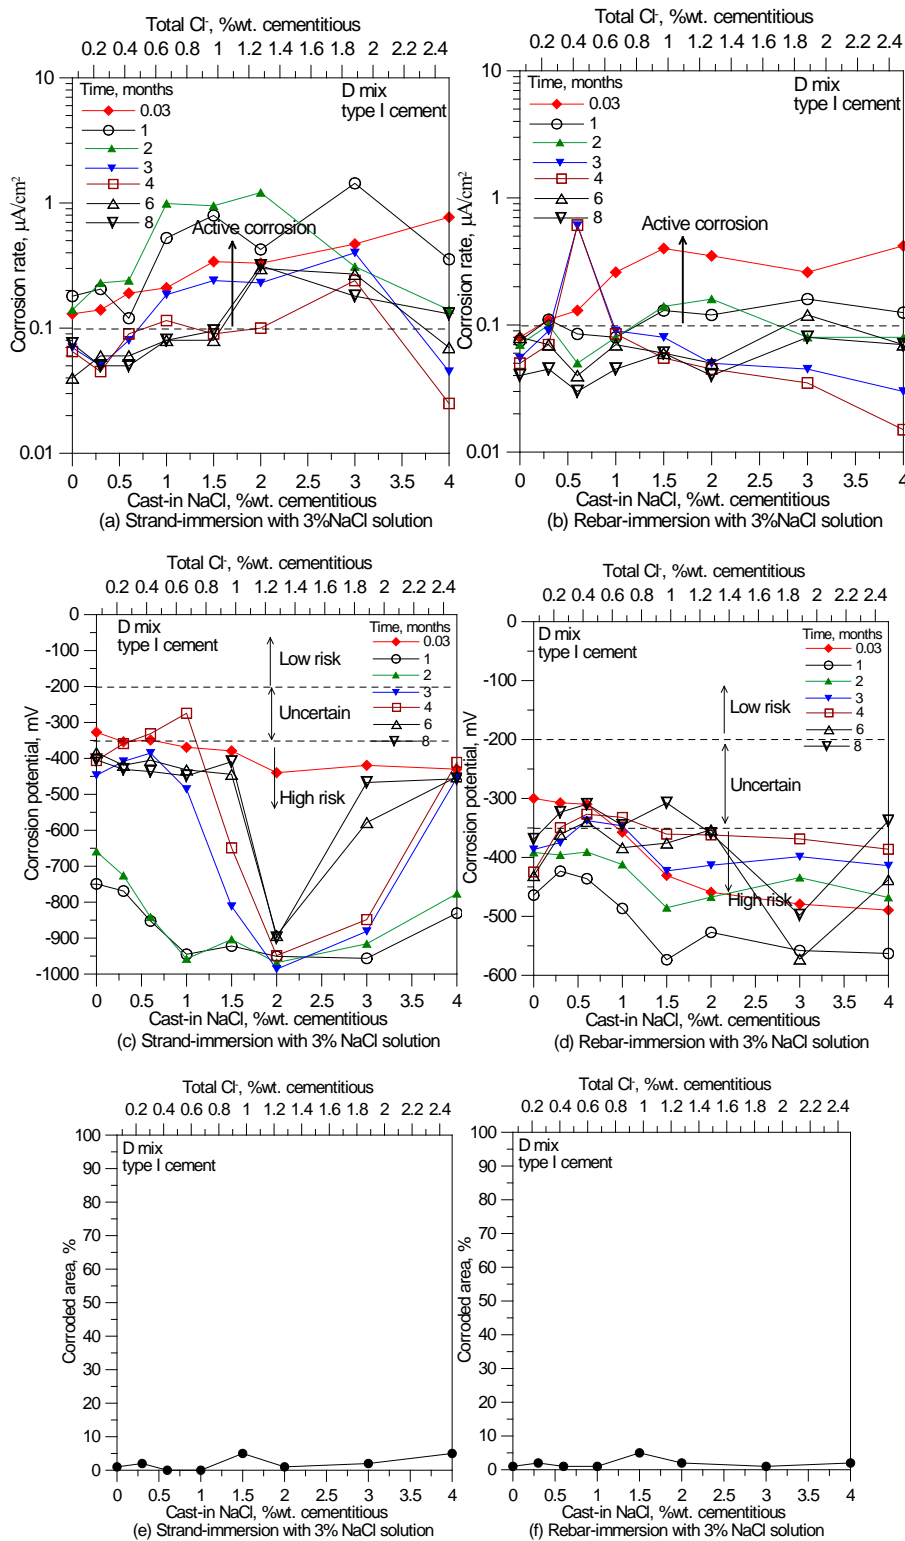 Total Cl-, %wt. cementitious
0.2 0.4 0.6 0.8 1 1.2 1.4 1.6 1.8 2 2.2 2.4
10
1
0.1
0.01
Corrosion rate, µA/cm2
D mix
type I cement
Time, months
0.03
1
2
3
4
6
8
Active corrosion
0 0.5 1 1.5 2 2.5 3 3.5 4
Cast-in NaCl, %wt. cementitious
(a) Strand-immersion with 3%NaCl solution
Total Cl-, %wt. cementitious
0.2 0.4 0.6 0.8 1 1.2 1.4 1.6 1.8 2 2.2 2.4
10
1
0.1
0.01
Corrosion rate, µA/cm2
D mix
type I cement
Time, months
0.03
1
2
3
4
6
8
Active corrosion
0 0.5 1 1.5 2 2.5 3 3.5 4
Cast-in NaCl, %wt. cementitious
(b) Rebar-immersion with 3%NaCl solution
Total Cl-, %wt. cementitious
0.2 0.4 0.6 0.8 1 1.2 1.4 1.6 1.8 2 2.2 2.4
0
-100
-200
-300
-400
-500
-600
-700
-800
-900
-1000
Corrosion potential, mV
D mix
type I cement
Time, months
0.03
1
2
3
4
6
8
Low risk
Uncertain
High risk
0 0.5 1 1.5 2 2.5 3 3.5 4
Cast-in NaCl, %wt. cementitious
(c) Strand-immersion with 3% NaCl solution
Total Cl-, %wt. cementitious
0.2 0.4 0.6 0.8 1 1.2 1.4 1.6 1.8 2 2.2 2.4
0
-100
-200
-300
-400
-500
-600
Corrosion potential, mV
D mix
type I cement
Time, months
0.03
1
2
3
4
6
8
Low risk
Uncertain
High risk
0 0.5 1 1.5 2 2.5 3 3.5 4
Cast-in NaCl, %wt. cementitious
(d) Rebar-immersion with 3% NaCl solution
Total Cl-, %wt. cementitious
0.2 0.4 0.6 0.8 1 1.2 1.4 1.6 1.8 2 2.2 2.4
100
90
80
70
60
50
40
30
20
10
0
Corroded area, %
D mix
type I cement
0 0.5 1 1.5 2 2.5 3 3.5 4
Cast-in NaCl, %wt. cementitious
(e) Strand-immersion with 3% NaCl solution
Total Cl-, %wt. cementitious
0.2 0.4 0.6 0.8 1 1.2 1.4 1.6 1.8 2 2.2 2.4
100
90
80
70
60
50
40
30
20
10
0
Corroded area, %
D mix
type I cement
0 0.5 1 1.5 2 2.5 3 3.5 4
Cast-in NaCl, %wt. cementitious
(f) Rebar-immersion with 3% NaCl solution